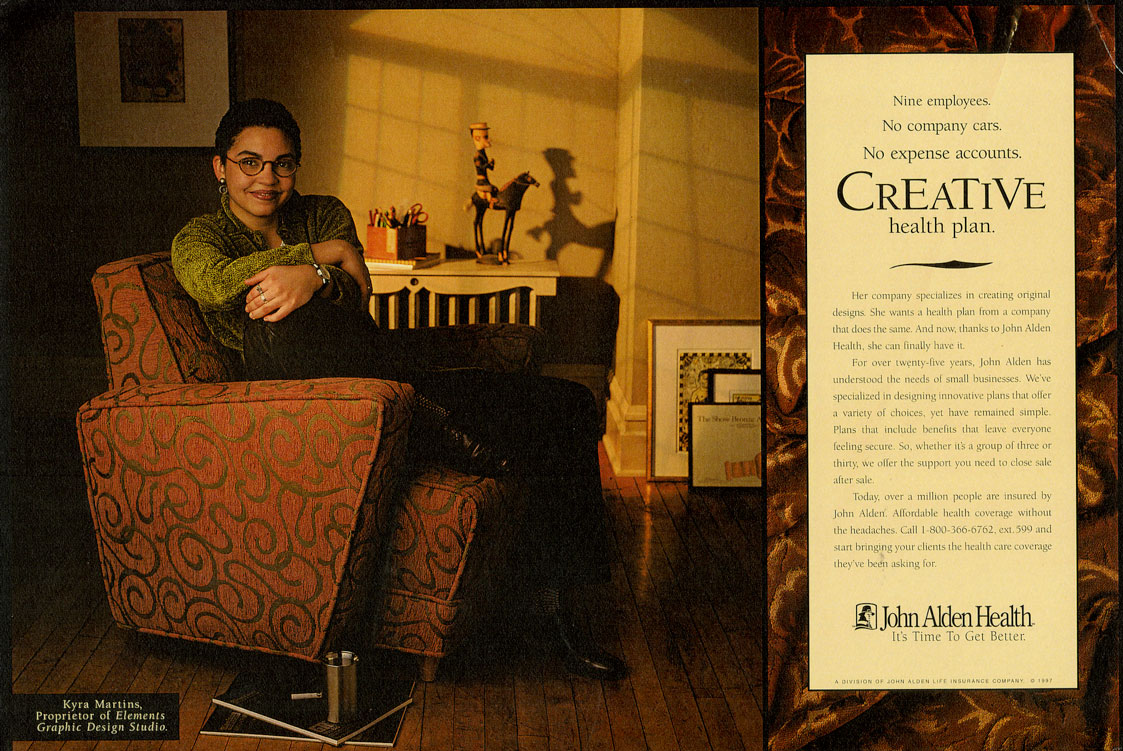 Nine employees.
No company cars.
No expense accounts.
CREATIVE
health plan.
Her company specializes in creating original
designs. She wants a health plan from a company
that does the same. And now, thanks to John Alden
Health, she can finally have it.
For over twenty-five years, John Alden has
understood the needs of small businesses. We've
specialized in designing innovative plans that offer
a variety of choices, yet have remained simple.
Plans that include benefits that leave everyone
feeling secure. So, whether it's a group of three or
thirty, we offer the support you need to close sale
after sale.
Today, over a million people are insured by
John Alden. Affordable health coverage without
the headaches. Call 1-800-366-6762, ext. 599 and
start bringing your clients the health care coverage
they've been asking for.
John Alden Health
It's Time To Get Better.
A DIVISION OF JOHN ALDEN LIFE INSURANCE COMPANY. © 1997
Kyra Martins,
Proprietor of Elements
Graphic Design Studio.